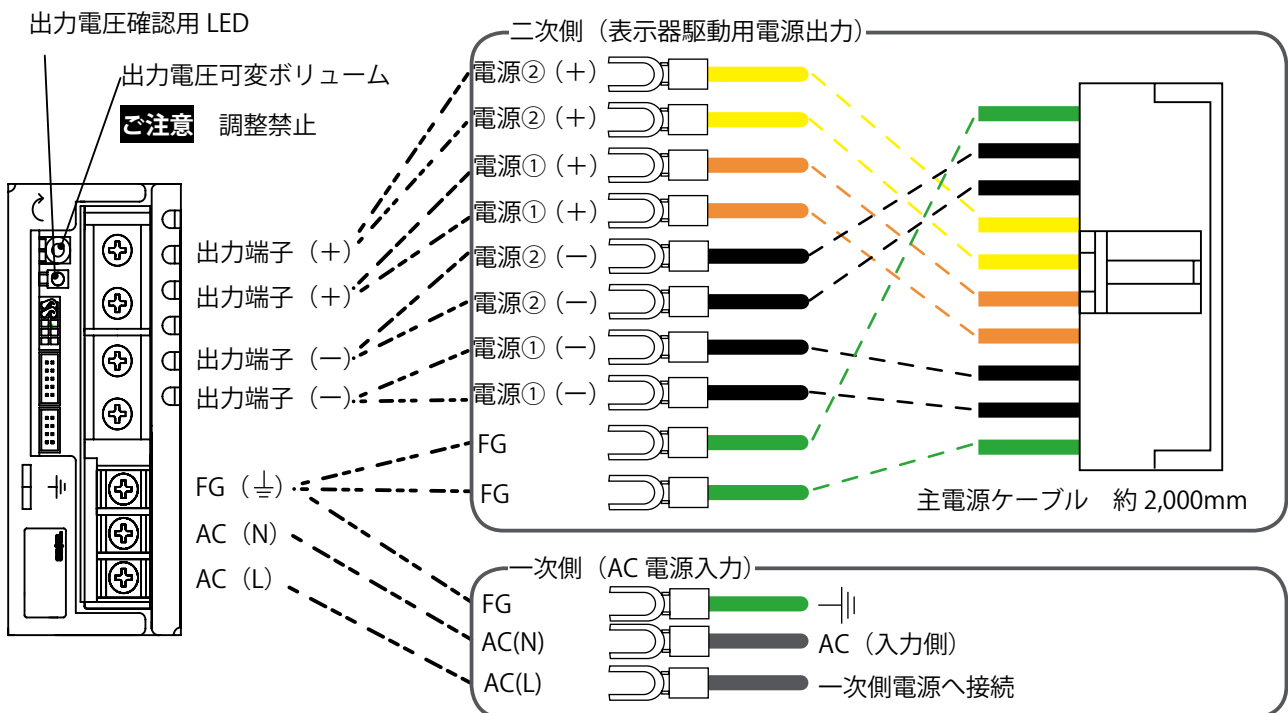 出力電圧確認用 LED
出力電圧可変ボリューム
ご注意 調整禁止
出力端子（＋）
出力端子（＋）
出力端子（−）
出力端子（−）
FG（⏚）
AC（N）
AC（L）
二次側（表示器駆動用電源出力）
電源②（＋）
電源②（＋）
電源①（＋）
電源①（＋）
電源②（−）
電源②（−）
電源①（−）
電源①（−）
FG
FG
主電源ケーブル　約 2,000mm
一次側（AC 電源入力）
FG
AC(N)
AC（入力側）
AC(L)
一次側電源へ接続